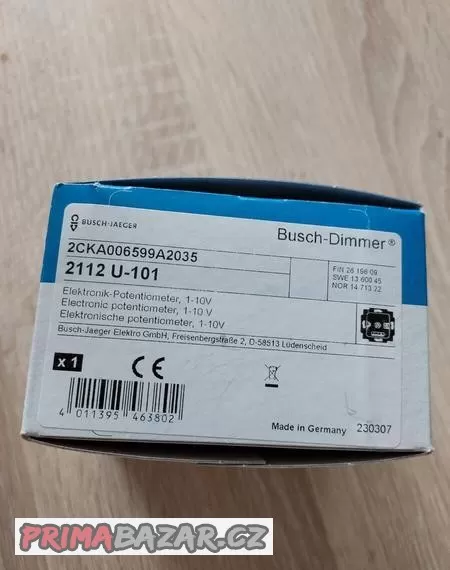 BUSCH-JAEGER
Busch-Dimmer®
2CKA006599A2035
2112 U-101
FIN 26 198 09
SWE 13 600 45
NOR 14 713 22
Elektronik-Potentiometer, 1-10V
Electronic potentiometer, 1-10 V
Elektronische potentiometer, 1-10V
Busch-Jaeger Elektro GmbH, Freisenbergstraße 2, D-58513 Lüdenscheid
x 1
CE
4 011395 463802
Made in Germany
230307
PRIMABAZAR.CZ